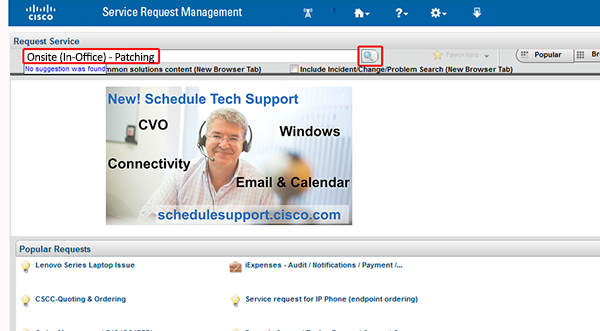 CISCO
Service Request Management
?
Request Service
Onsite (In-Office) - Patching
Favorites
Popular
Br
No suggestion was found
mmon solutions content (New Browser Tab)
Include Incident/Change/Problem Search (New Browser Tab)
New! Schedule Tech Support
CVO
Windows
Connectivity
Email & Calendar
schedulesupport.cisco.com
Popular Requests
Lenovo Series Laptop Issue
iExpenses - Audit / Notifications / Payment /...
CSCC-Quoting & Ordering
Service request for IP Phone (endpoint ordering)